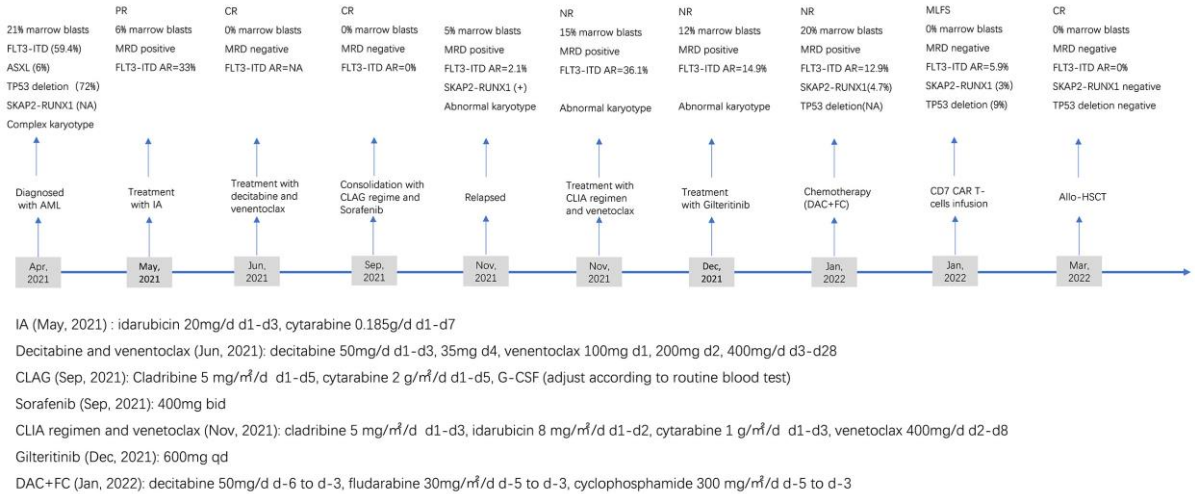 PR
CR
CR
NR
NR
NR
MLFS
CR
21% marrow blasts
6% marrow blasts
0% marrow blasts
0% marrow blasts
5% marrow blasts
15% marrow blasts
12% marrow blasts
20% marrow blasts
0% marrow blasts
0% marrow blasts
FLT3-ITD (59.4%)
MRD positive
MRD negative
MRD negative
MRD positive
MRD positive
MRD positive
MRD positive
MRD negative
MRD negative
ASXL (6%)
FLT3-ITD AR=33%
FLT3-ITD AR=NA
FLT3-ITD AR=0%
FLT3-ITD AR=2.1%
FLT3-ITD AR=36.1%
FLT3-ITD AR=14.9%
FLT3-ITD AR=12.9%
FLT3-ITD AR=5.9%
FLT3-ITD AR=0%
TP53 deletion (72%)
SKAP2-RUNX1 (+)
SKAP2-RUNX1(4.7%)
SKAP2-RUNX1 (3%)
SKAP2-RUNX1 negative
SKAP2-RUNX1 (NA)
Abnormal karyotype
Abnormal karyotype
Abnormal karyotype
TP53 deletion(NA)
TP53 deletion (9%)
TP53 deletion negative
Complex karyotype
Diagnosed
with AML
Treatment
with IA
Treatment with
decitabine and
venentoclax
Consolidation with
CLAG regime and
Sorafenib
Relapsed
Treatment with
CLIA regimen
and venetoclax
Treatment
with Gilteritinib
Chemotherapy
(DAC+FC)
CD7 CAR T-
cells infusion
Allo-HSCT
Apr,
2021
May,
2021
Jun,
2021
Sep,
2021
Nov,
2021
Nov,
2021
Dec,
2021
Jan,
2022
Jan,
2022
Mar,
2022
IA (May, 2021) : idarubicin 20mg/d d1-d3, cytarabine 0.185g/d d1-d7
Decitabine and venentoclax (Jun, 2021): decitabine 50mg/d d1-d3, 35mg d4, venentoclax 100mg d1, 200mg d2, 400mg/d d3-d28
CLAG (Sep, 2021): Cladribine 5 mg/㎡/d d1-d5, cytarabine 2 g/㎡/d d1-d5, G-CSF (adjust according to routine blood test)
Sorafenib (Sep, 2021): 400mg bid
CLIA regimen and venetoclax (Nov, 2021): cladribine 5 mg/㎡/d d1-d3, idarubicin 8 mg/㎡/d d1-d2, cytarabine 1 g/㎡/d d1-d3, venetoclax 400mg/d d2-d8
Gilteritinib (Dec, 2021): 600mg qd
DAC+FC (Jan, 2022): decitabine 50mg/d d-6 to d-3, fludarabine 30mg/㎡/d d-5 to d-3, cyclophosphamide 300 mg/㎡/d d-5 to d-3